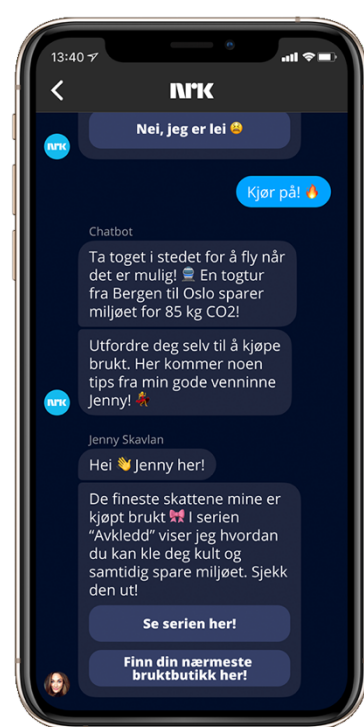 13:40
NRK
Nei, jeg er lei 😩
NRK
Kjør på! 🔥
Chatbot
Ta toget i stedet for å fly når
det er mulig! 🚆 En togtur
fra Bergen til Oslo sparer
miljøet for 85 kg CO2!
Utfordre deg selv til å kjøpe
brukt. Her kommer noen
tips fra min gode venninne
Jenny! 💃
NRK
Jenny Skavlan
Hei 👋 Jenny her!
De fineste skattene mine er
kjøpt brukt 🎀 I serien
“Avkledd” viser jeg hvordan
du kan kle deg kult og
samtidig spare miljøet. Sjekk
den ut!
Se serien her!
Finn din nærmeste
bruktbutikk her!